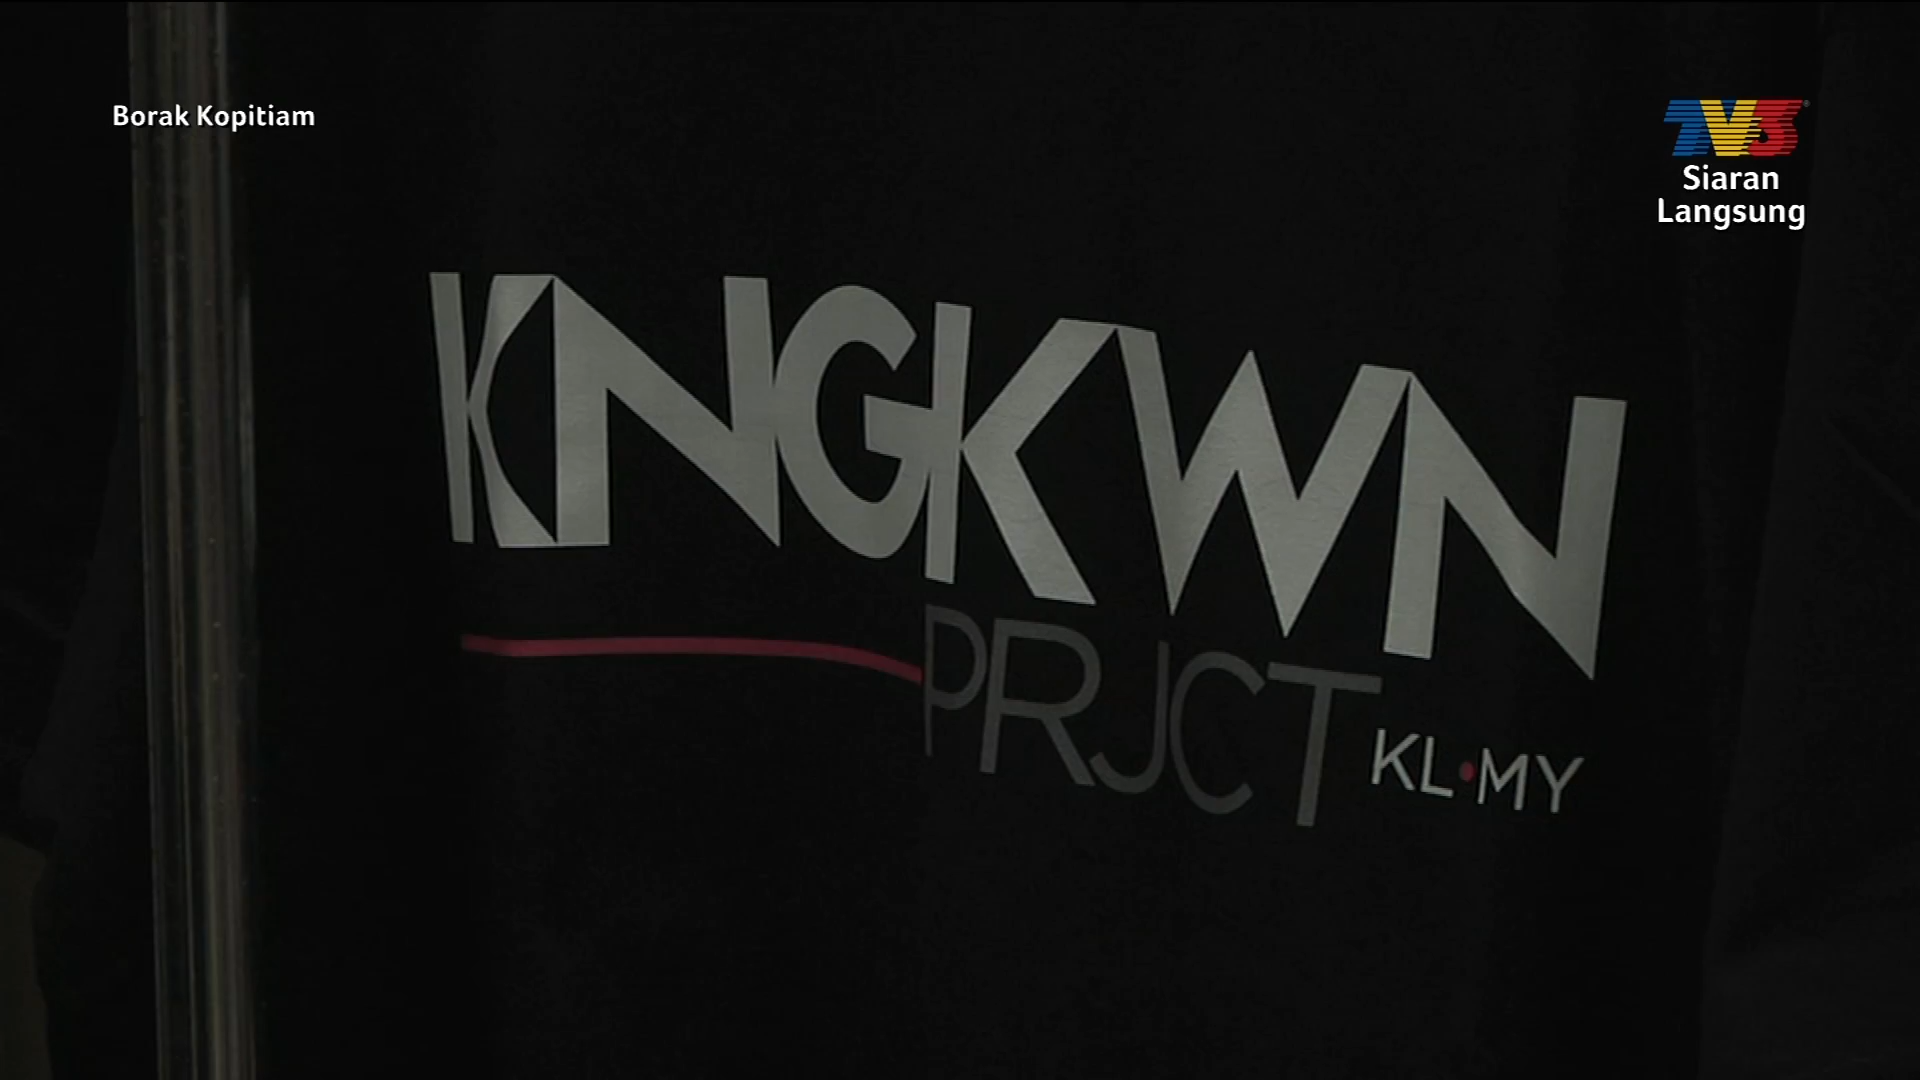 Borak Kopitiam
TV3
Siaran
Langsung
KNGKWN
PRJCT
KL•MY